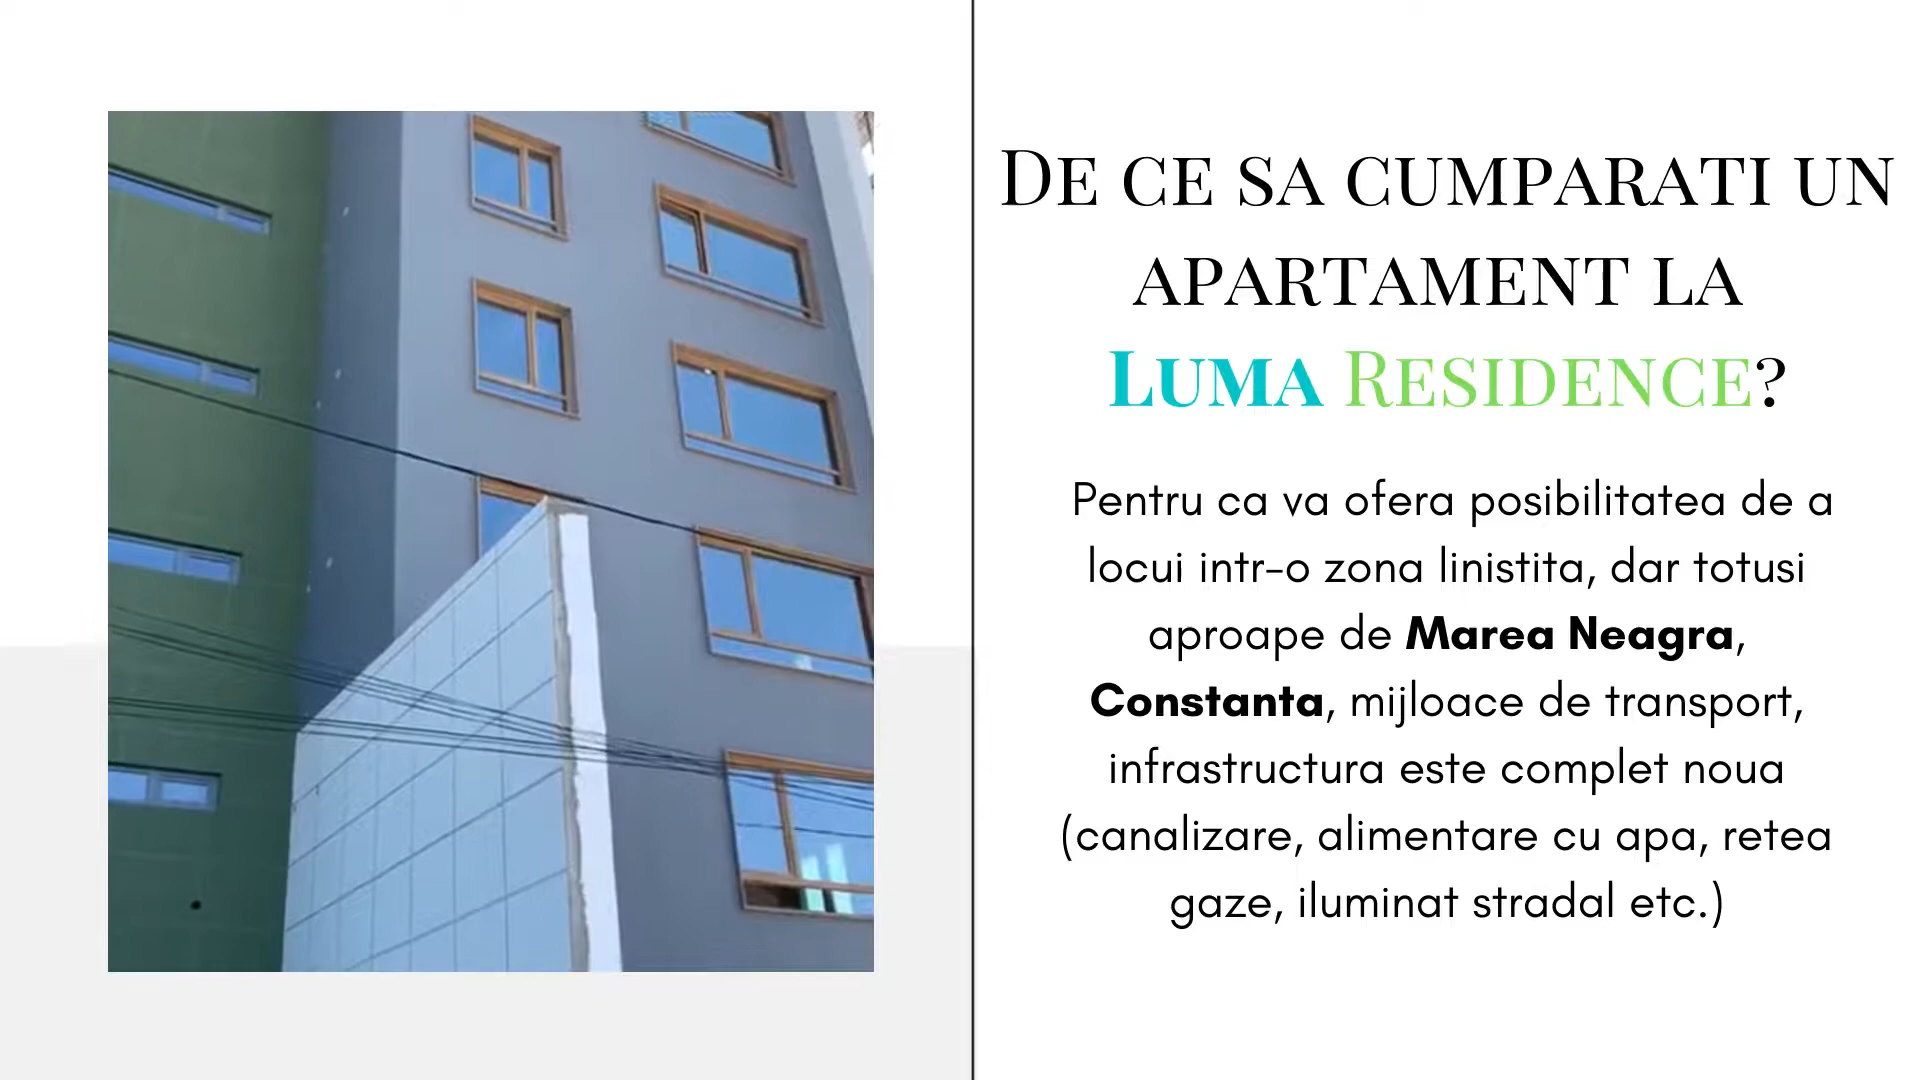 De ce sa cumparati un
apartament la
Luma Residence?
Pentru ca va ofera posibilitatea de a
locui intr-o zona linistita, dar totusi
aproape de Marea Neagra,
Constanta, mijloace de transport,
infrastructura este complet noua
(canalizare, alimentare cu apa, retea
gaze, iluminat stradal etc.)